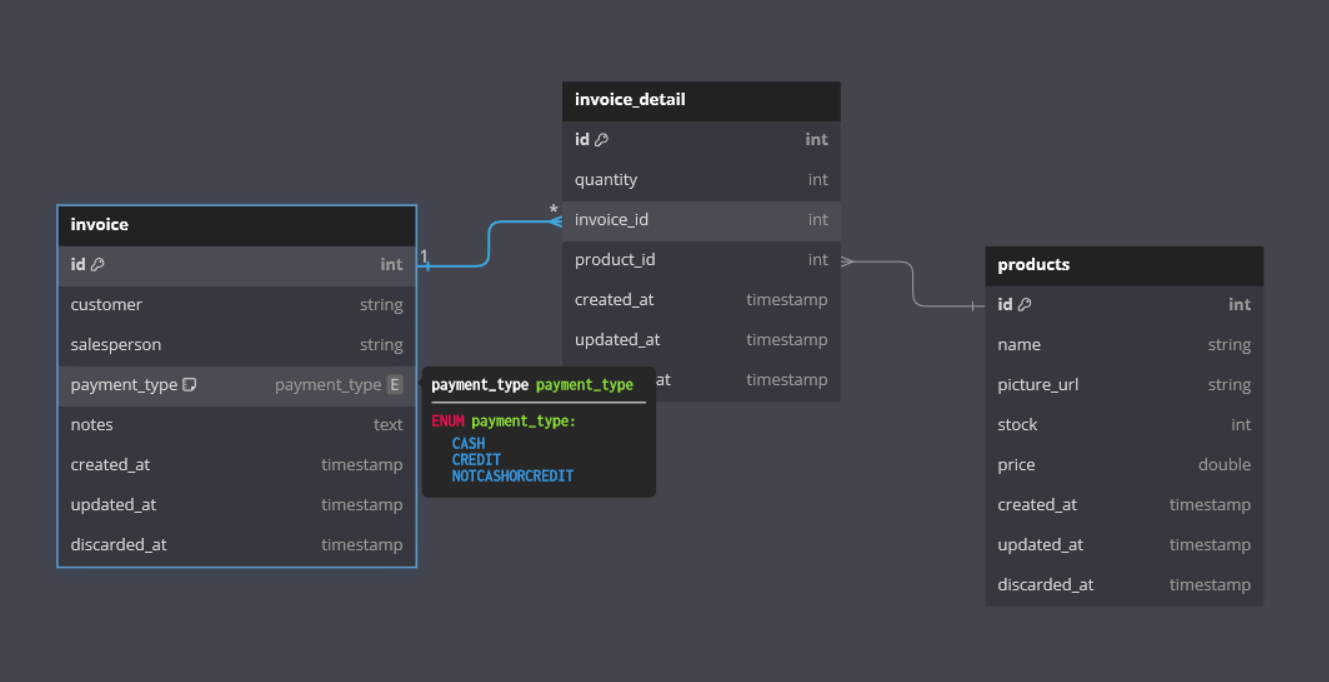 invoice_detail
id int
quantity int
invoice_id int
product_id int
created_at timestamp
updated_at timestamp
at timestamp
*
1
invoice
id int
customer string
salesperson string
payment_type payment_type E
notes text
created_at timestamp
updated_at timestamp
discarded_at timestamp
payment_type payment_type
ENUM payment_type:
CASH
CREDIT
NOTCASHORCREDIT
products
id int
name string
picture_url string
stock int
price double
created_at timestamp
updated_at timestamp
discarded_at timestamp